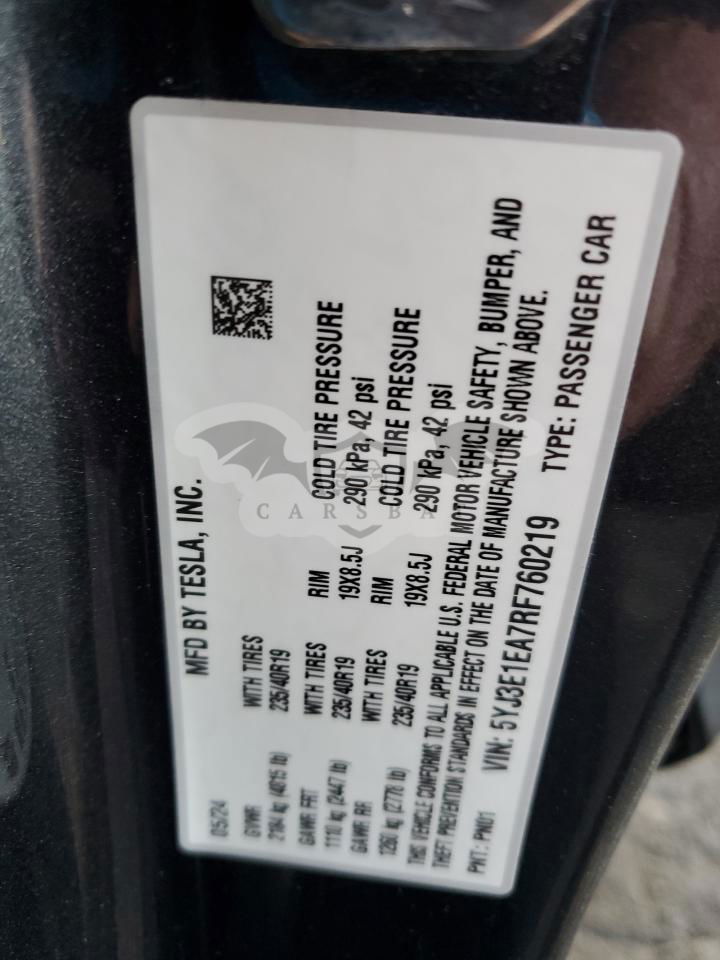 MFD BY TESLA, INC.
05/24
GVWR WITH TIRES
2184 kg (4815 lb) 235/40R19
GAWR FRT WITH TIRES RIM COLD TIRE PRESSURE
1110 kg (2447 lb) 235/40R19 19X8.5J 290 kPa, 42 psi
GAWR RR WITH TIRES RIM COLD TIRE PRESSURE
1260 kg (2778 lb) 235/40R19 19X8.5J 290 kPa, 42 psi
THIS VEHICLE CONFORMS TO ALL APPLICABLE U.S. FEDERAL MOTOR VEHICLE SAFETY, BUMPER, AND
THEFT PREVENTION STANDARDS IN EFFECT ON THE DATE OF MANUFACTURE SHOWN ABOVE.
PNT: PN01 VIN: 5YJ3E1EA7RF760219 TYPE: PASSENGER CAR